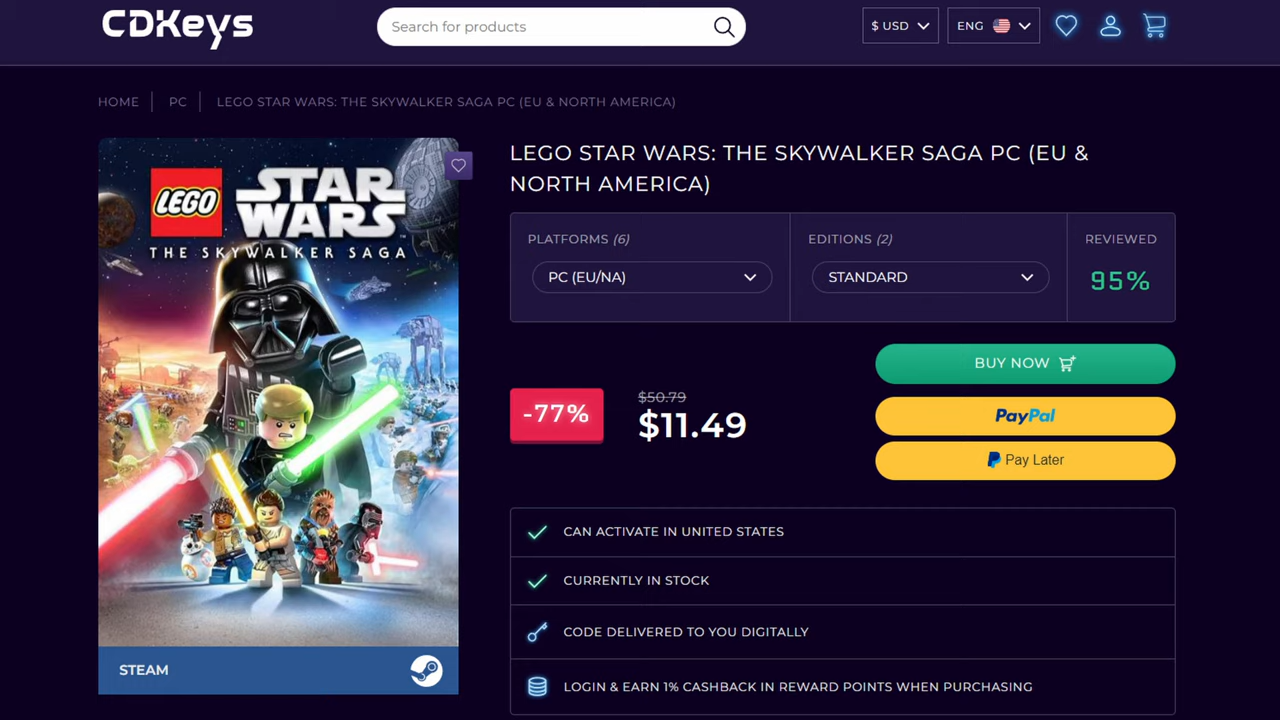 CDKeys
Search for products
$ USD
ENG
HOME
PC
LEGO STAR WARS: THE SKYWALKER SAGA PC (EU & NORTH AMERICA)
LEGO
STAR
WARS
THE SKYWALKER SAGA
STEAM
LEGO STAR WARS: THE SKYWALKER SAGA PC (EU &
NORTH AMERICA)
PLATFORMS (6)
PC (EU/NA)
EDITIONS (2)
STANDARD
REVIEWED
95%
-77%
$50.79
$11.49
BUY NOW
PayPal
Pay Later
CAN ACTIVATE IN UNITED STATES
CURRENTLY IN STOCK
CODE DELIVERED TO YOU DIGITALLY
LOGIN & EARN 1% CASHBACK IN REWARD POINTS WHEN PURCHASING